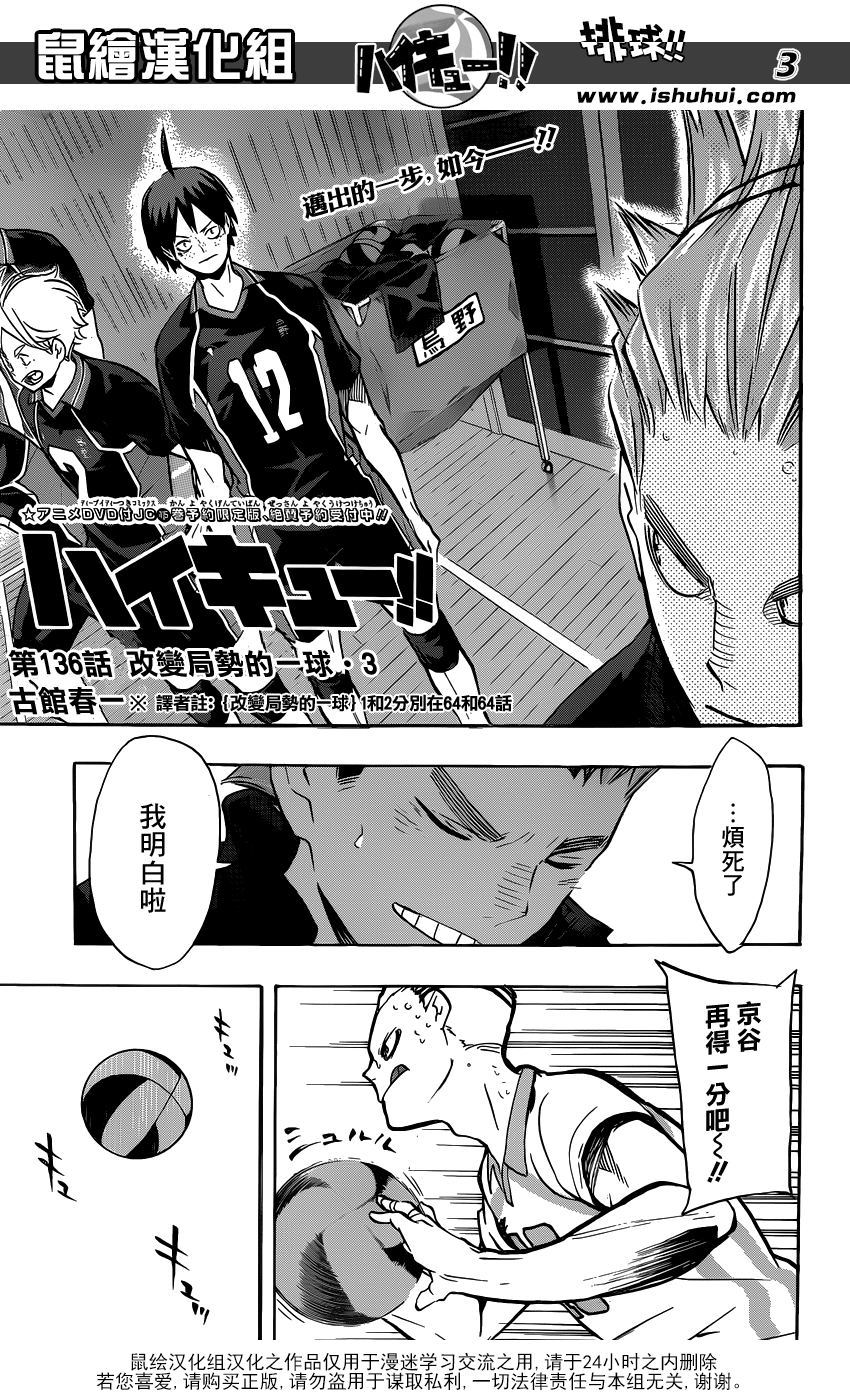 鼠繪漢化組
ハイキュー!!
排球!!
3
www.ishuhui.com
邁出的一步,如今——!!
烏野
12
2
☆アニメDVD付JC 巻予約限定版、絶賛予約受付中!!
ハイキュー!!
第136話 改變局勢的一球・3
古館春一※ 譯者註:{改變局勢的一球}1和2分別在64和64話
…煩死了
我明白啦
京谷
再得一分吧~!!
ミュルル
キュッ
キュ
キュッ
鼠绘汉化组汉化之作品仅用于漫迷学习交流之用,请于24小时之内删除
若您喜爱,请购买正版,请勿盗用于谋取私利,一切法律责任与本组无关,谢谢。